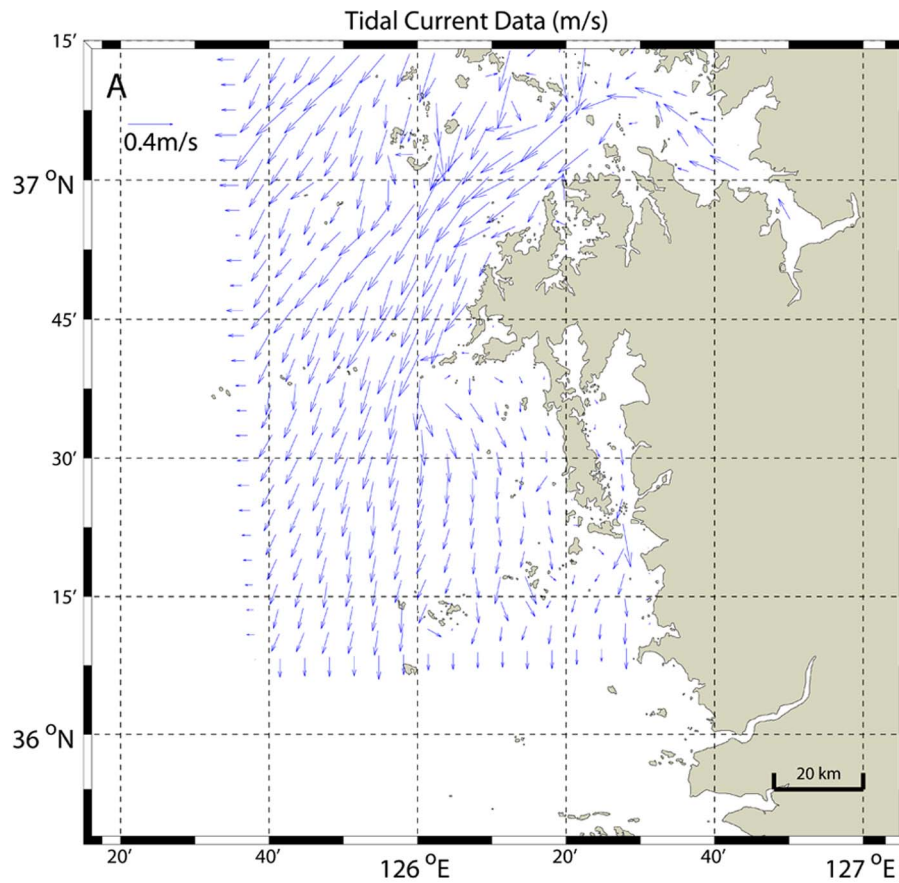 Tidal Current Data (m/s)
15′
A
0.4m/s
37 °N
45′
30′
15′
36 °N
20 km
20′
40′
126 °E
20′
40′
127 °E